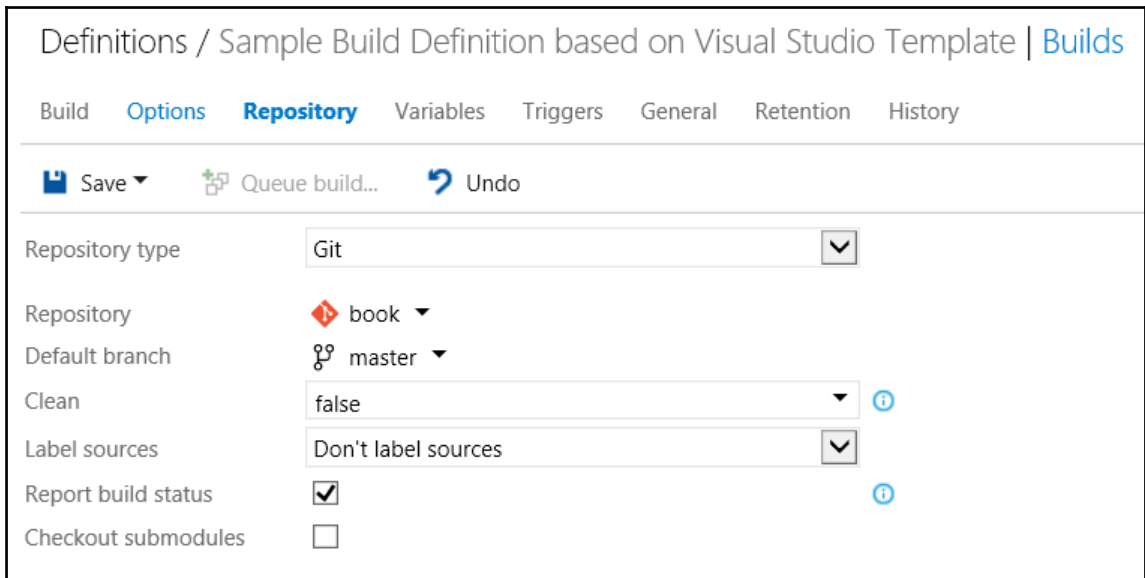 Definitions / Sample Build Definition based on Visual Studio Template | Builds
Build Options Repository Variables Triggers General Retention History
Save Queue build... Undo
Repository type Git
Repository book
Default branch master
Clean false
Label sources Don't label sources
Report build status
Checkout submodules